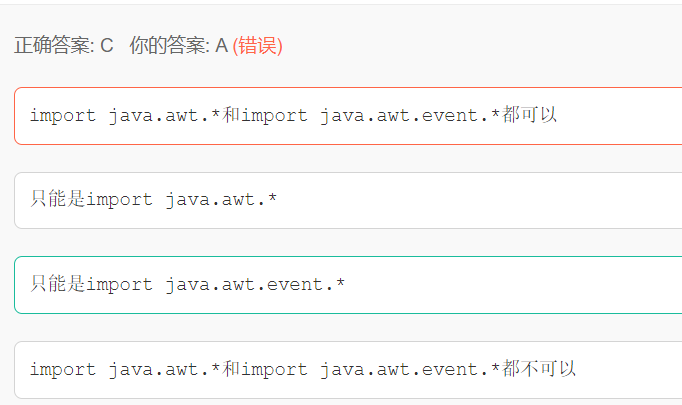 正确答案: C 你的答案: A (错误)
import java.awt.*和import java.awt.event.*都可以
只能是import java.awt.*
只能是import java.awt.event.*
import java.awt.*和import java.awt.event.*都不可以